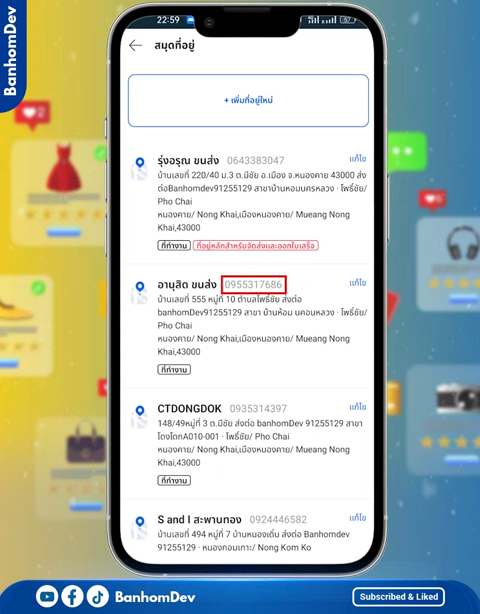 BanhomDev
22:59
57
สมุดที่อยู่
+ เพิ่มที่อยู่ใหม่
รุ่งอรุณ ขนส่ง 0643383047 แก้ไข
บ้านเลขที่ 220/40 ม.3 ต.มีชัย อ.เมือง จ.หนองคาย 43000 ส่ง
ต่อBanhomdev91255129 สาขาบ้านหอมนครหลวง · โพธิ์ชัย/
Pho Chai
หนองคาย/ Nong Khai,เมืองหนองคาย/ Mueang Nong
Khai,43000
ที่ทำงาน ที่อยู่หลักสำหรับจัดส่งและออกใบเสร็จ
อานุสิด ขนส่ง 0955317686 แก้ไข
บ้านเลขที่ 555 หมู่ที่ 10 ตำบลโพธิ์ชัย ส่งต่อ
banhomDev91255129 สาขา บ้านห้อม นคอนหลวง · โพธิ์ชัย/
Pho Chai
หนองคาย/ Nong Khai,เมืองหนองคาย/ Mueang Nong
Khai,43000
ที่ทำงาน
CTDONGDOK 0935314397 แก้ไข
148/49หมู่ที่ 3 ต.มีชัย ส่งต่อ banhomDev 91255129 สาขา
ໂດງໂດກA010-001 · โพธิ์ชัย/ Pho Chai
หนองคาย/ Nong Khai,เมืองหนองคาย/ Mueang Nong
Khai,43000
ที่ทำงาน
S and I สะพานทอง 0924446582 แก้ไข
บ้านเลขที่ 494 หมู่ที่ 7 บ้านหนองเดิ่น ส่งต่อ Banhomdev
91255129 · หนองกอมเกาะ/ Nong Kom Ko
BanhomDev
Subscribed & Liked